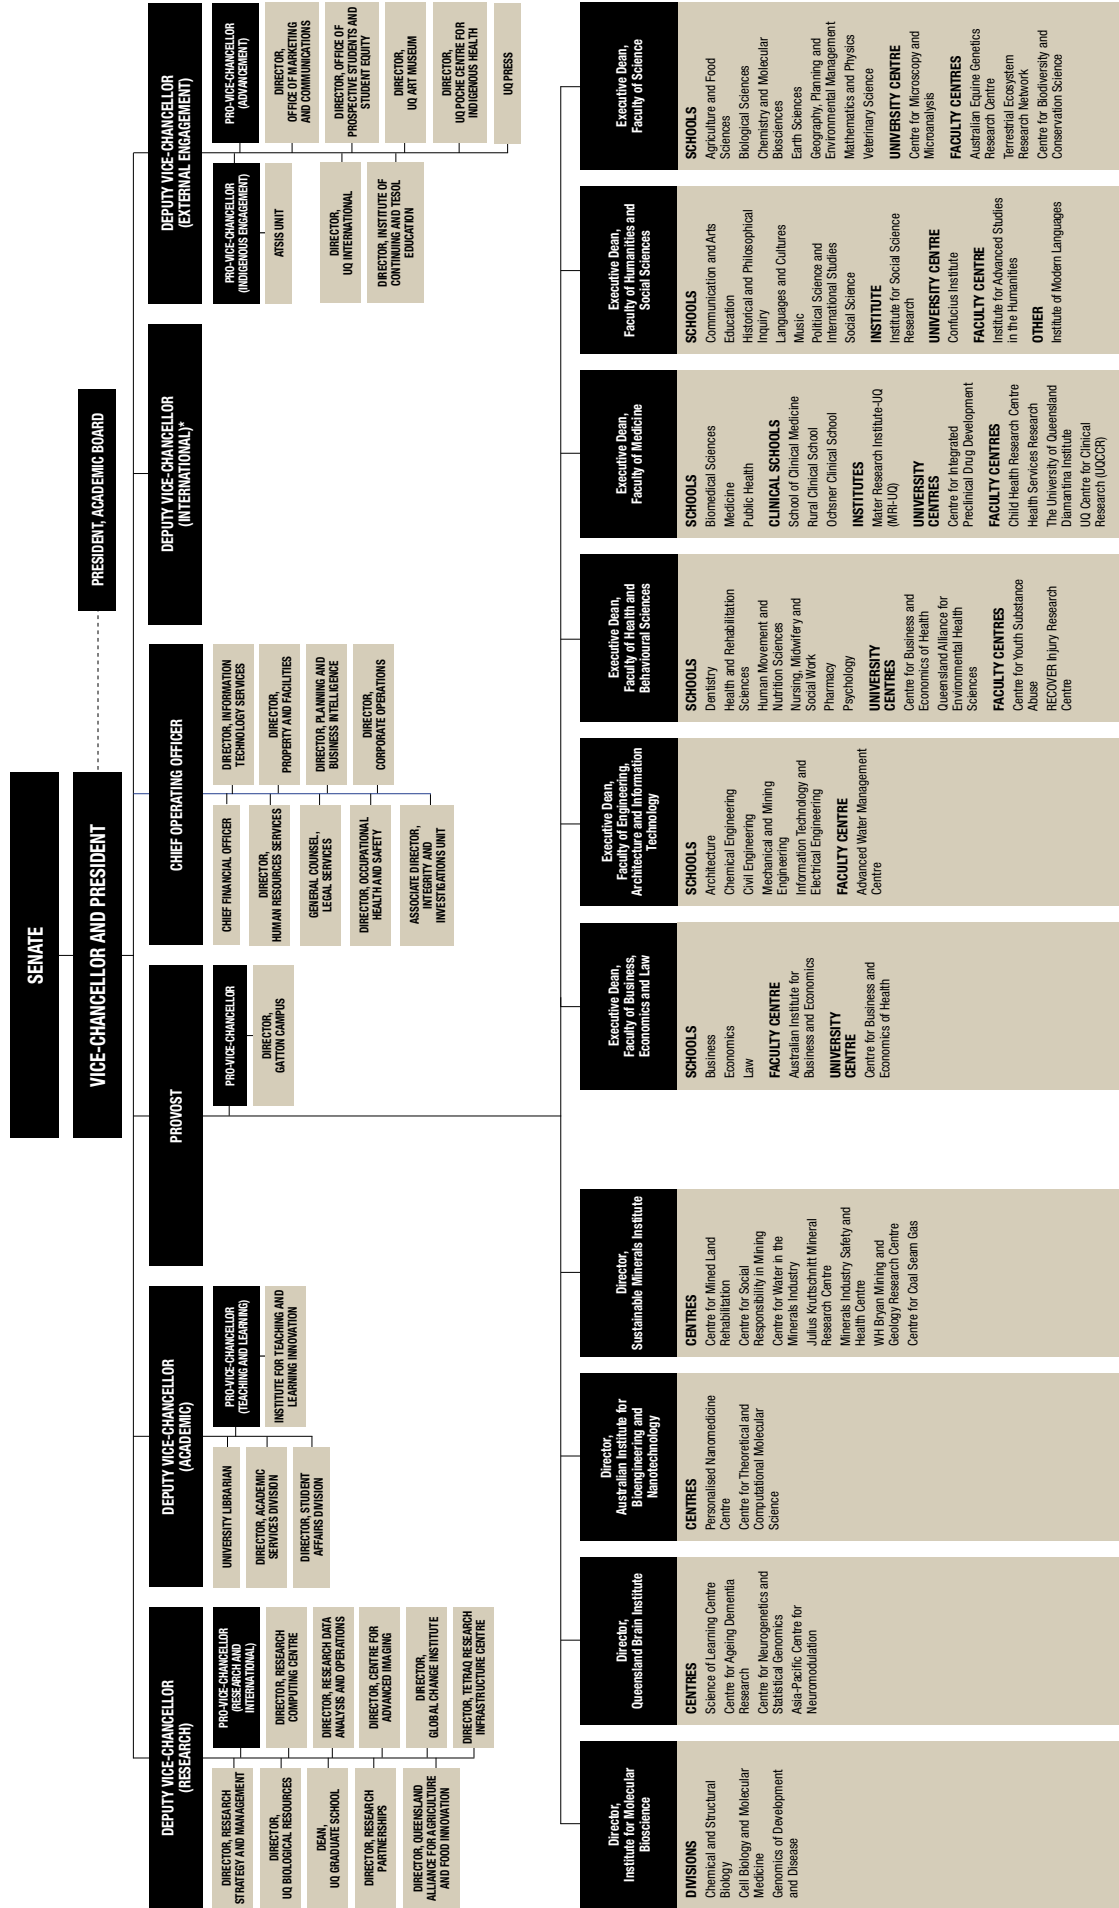 SENATE
VICE-CHANCELLOR AND PRESIDENT
PRESIDENT, ACADEMIC BOARD
DEPUTY VICE-CHANCELLOR
(RESEARCH)
DIRECTOR, RESEARCH
STRATEGY AND MANAGEMENT
DIRECTOR,
UQ BIOLOGICAL RESOURCES
DEAN,
UQ GRADUATE SCHOOL
DIRECTOR, RESEARCH
PARTNERSHIPS
DIRECTOR, QUEENSLAND
ALLIANCE FOR AGRICULTURE
AND FOOD INNOVATION
PRO-VICE-CHANCELLOR
(RESEARCH AND
INTERNATIONAL)
DIRECTOR, RESEARCH
COMPUTING CENTRE
DIRECTOR, RESEARCH DATA
ANALYSIS AND OPERATIONS
DIRECTOR, CENTRE FOR
ADVANCED IMAGING
DIRECTOR,
GLOBAL CHANGE INSTITUTE
DIRECTOR, TETRAQ RESEARCH
INFRASTRUCTURE CENTRE
DEPUTY VICE-CHANCELLOR
(ACADEMIC)
UNIVERSITY LIBRARIAN
DIRECTOR, ACADEMIC
SERVICES DIVISION
DIRECTOR, STUDENT
AFFAIRS DIVISION
PRO-VICE-CHANCELLOR
(TEACHING AND LEARNING)
INSTITUTE FOR TEACHING AND
LEARNING INNOVATION
PROVOST
PRO-VICE-CHANCELLOR
DIRECTOR,
GATTON CAMPUS
CHIEF OPERATING OFFICER
CHIEF FINANCIAL OFFICER
DIRECTOR,
HUMAN RESOURCES SERVICES
GENERAL COUNSEL,
LEGAL SERVICES
DIRECTOR, OCCUPATIONAL
HEALTH AND SAFETY
ASSOCIATE DIRECTOR,
INTEGRITY AND
INVESTIGATIONS UNIT
DIRECTOR, INFORMATION
TECHNOLOGY SERVICES
DIRECTOR,
PROPERTY AND FACILITIES
DIRECTOR, PLANNING AND
BUSINESS INTELLIGENCE
DIRECTOR,
CORPORATE OPERATIONS
DEPUTY VICE-CHANCELLOR
(INTERNATIONAL)*
DEPUTY VICE-CHANCELLOR
(EXTERNAL ENGAGEMENT)
PRO-VICE-CHANCELLOR
(INDIGENOUS ENGAGEMENT)
ATSIS UNIT
DIRECTOR,
UQ INTERNATIONAL
DIRECTOR, INSTITUTE OF
CONTINUING AND TESOL
EDUCATION
PRO-VICE-CHANCELLOR
(ADVANCEMENT)
DIRECTOR,
OFFICE OF MARKETING
AND COMMUNICATIONS
DIRECTOR, OFFICE OF
PROSPECTIVE STUDENTS AND
STUDENT EQUITY
DIRECTOR,
UQ ART MUSEUM
DIRECTOR,
UQ POCHE CENTRE FOR
INDIGENOUS HEALTH
UQ PRESS
Director,
Institute for Molecular
Bioscience
DIVISIONS
Chemical and Structural
Biology
Cell Biology and Molecular
Medicine
Genomics of Development
and Disease
Director,
Queensland Brain Institute
CENTRES
Science of Learning Centre
Centre for Ageing Dementia
Research
Centre for Neurogenetics and
Statistical Genomics
Asia-Pacific Centre for
Neuromodulation
Director,
Australian Institute for
Bioengineering and
Nanotechnology
CENTRES
Personalised Nanomedicine
Centre
Centre for Theoretical and
Computational Molecular
Science
Director,
Sustainable Minerals Institute
CENTRES
Centre for Mined Land
Rehabilitation
Centre for Social
Responsibility in Mining
Centre for Water in the
Minerals Industry
Julius Kruttschnitt Mineral
Research Centre
Minerals Industry Safety and
Health Centre
WH Bryan Mining and
Geology Research Centre
Centre for Coal Seam Gas
Executive Dean,
Faculty of Business,
Economics and Law
SCHOOLS
Business
Economics
Law
FACULTY CENTRE
Australian Institute for
Business and Economics
UNIVERSITY
CENTRE
Centre for Business and
Economics of Health
Executive Dean,
Faculty of Engineering,
Architecture and Information
Technology
SCHOOLS
Architecture
Chemical Engineering
Civil Engineering
Mechanical and Mining
Engineering
Information Technology and
Electrical Engineering
FACULTY CENTRE
Advanced Water Management
Centre
Executive Dean,
Faculty of Health and
Behavioural Sciences
SCHOOLS
Dentistry
Health and Rehabilitation
Sciences
Human Movement and
Nutrition Sciences
Nursing, Midwifery and
Social Work
Pharmacy
Psychology
UNIVERSITY
CENTRES
Centre for Business and
Economics of Health
Queensland Alliance for
Environmental Health
Sciences
FACULTY CENTRES
Centre for Youth Substance
Abuse
RECOVER Injury Research
Centre
Executive Dean,
Faculty of Medicine
SCHOOLS
Biomedical Sciences
Medicine
Public Health
CLINICAL SCHOOLS
School of Clinical Medicine
Rural Clinical School
Ochsner Clinical School
INSTITUTES
Mater Research Institute-UQ
(MRI-UQ)
UNIVERSITY
CENTRES
Centre for Integrated
Preclinical Drug Development
FACULTY CENTRES
Child Health Research Centre
Health Services Research
The University of Queensland
Diamantina Institute
UQ Centre for Clinical
Research (UQCCR)
Executive Dean,
Faculty of Humanities and
Social Sciences
SCHOOLS
Communication and Arts
Education
Historical and Philosophical
Inquiry
Languages and Cultures
Music
Political Science and
International Studies
Social Science
INSTITUTE
Institute for Social Science
Research
UNIVERSITY CENTRE
Confucius Institute
FACULTY CENTRE
Institute for Advanced Studies
in the Humanities
OTHER
Institute of Modern Languages
Executive Dean,
Faculty of Science
SCHOOLS
Agriculture and Food
Sciences
Biological Sciences
Chemistry and Molecular
Biosciences
Earth Sciences
Geography, Planning and
Environmental Management
Mathematics and Physics
Veterinary Science
UNIVERSITY CENTRE
Centre for Microscopy and
Microanalysis
FACULTY CENTRES
Australian Equine Genetics
Research Centre
Terrestrial Ecosystem
Research Network
Centre for Biodiversity and
Conservation Science